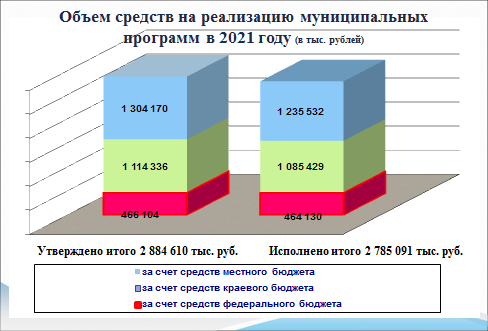 Объем средств на реализацию муниципальных
программ в 2021 году (в тыс. рублей)
1 304 170
1 235 532
1 114 336
1 085 429
466 104
464 130
Утверждено итого 2 884 610 тыс. руб.
Исполнено итого 2 785 091 тыс. руб.
за счет средств местного бюджета
за счет средств краевого бюджета
за счет средств федерального бюджета